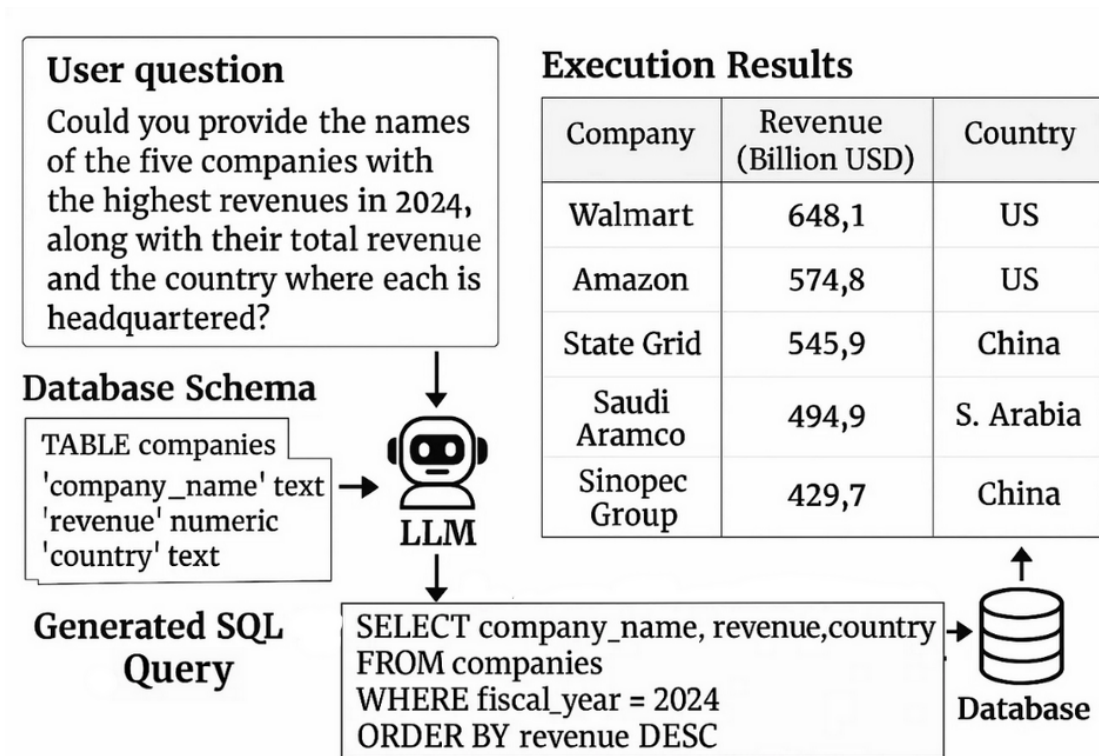 User question
Could you provide the names
of the five companies with
the highest revenues in 2024,
along with their total revenue
and the country where each is
headquartered?
Database Schema
TABLE companies
'company_name' text
'revenue' numeric
'country' text
LLM
Generated SQL
Query
SELECT company_name, revenue,country
FROM companies
WHERE fiscal_year = 2024
ORDER BY revenue DESC
Database
Execution Results
Company Revenue (Billion USD) Country
Walmart 648,1 US
Amazon 574,8 US
State Grid 545,9 China
Saudi Aramco 494,9 S. Arabia
Sinopec Group 429,7 China